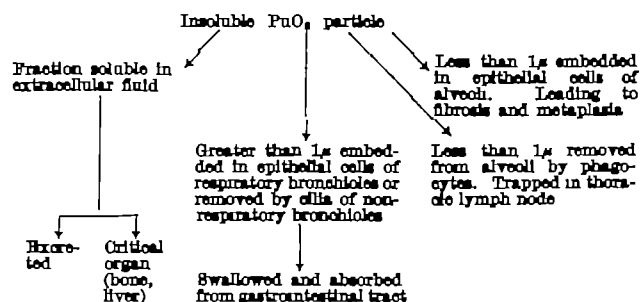 Insoluble PuO₂ particle
Fraction soluble in
extracellular fluid
Less than 1μ embedded
in epithelial cells of
alveoli. Leading to
fibrosis and metaplasia
Greater than 1μ embed-
ded in epithelial cells of
respiratory bronchioles or
removed by cilia of non-
respiratory bronchioles
Less than 1μ removed
from alveoli by phago-
cytes. Trapped in thora-
cic lymph node
Excre-
ted
Critical
organ
(bone,
liver)
Swallowed and absorbed
from gastrointestinal tract